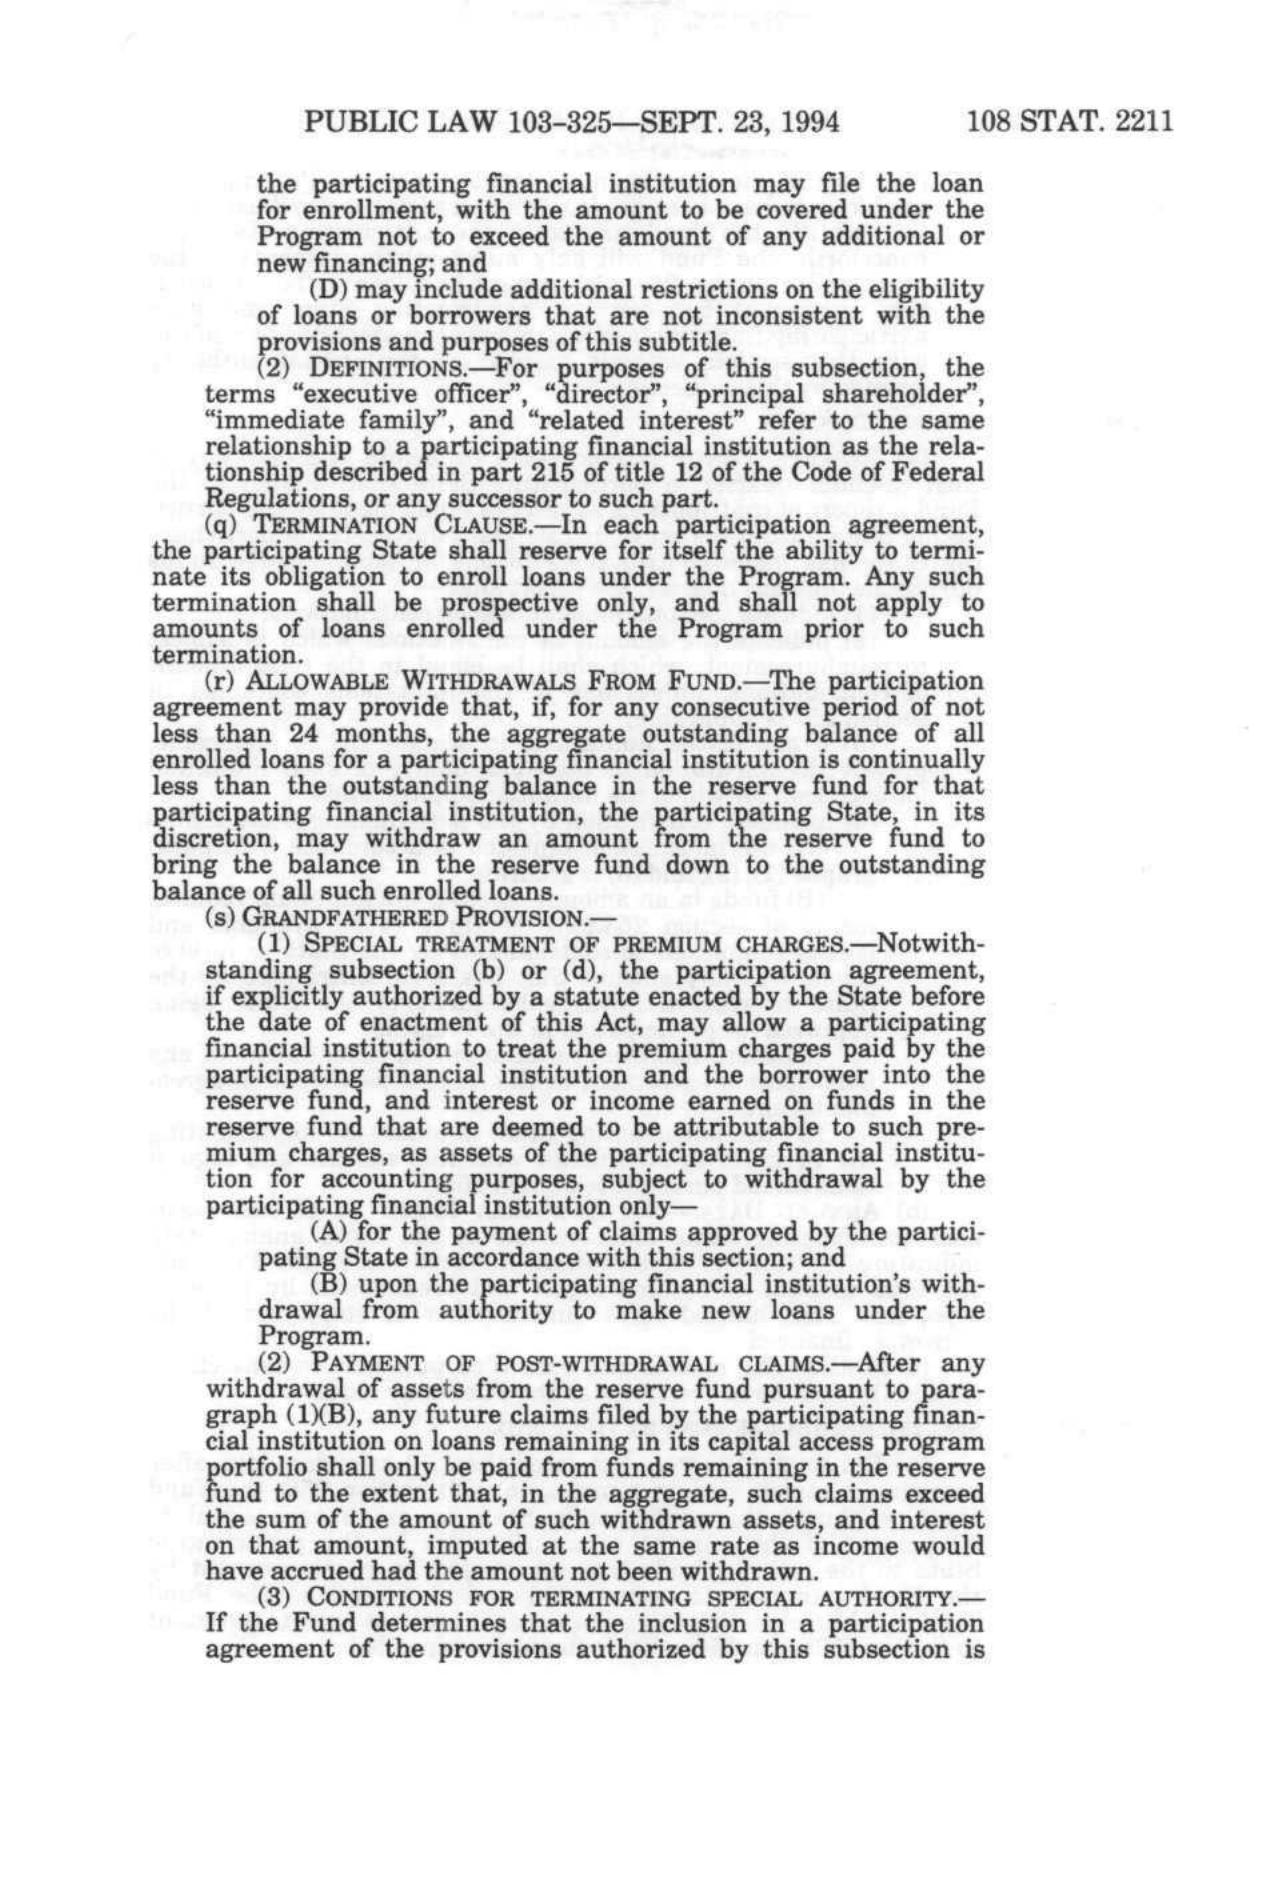 PUBLIC LAW 103–325—SEPT. 23, 1994 108 STAT. 2211
the participating financial institution may file the loan
for enrollment, with the amount to be covered under the
Program not to exceed the amount of any additional or
new financing; and
(D) may include additional restrictions on the eligibility
of loans or borrowers that are not inconsistent with the
provisions and purposes of this subtitle.
(2) DEFINITIONS.—For purposes of this subsection, the
terms “executive officer”, “director”, “principal shareholder”,
“immediate family”, and “related interest” refer to the same
relationship to a participating financial institution as the rela-
tionship described in part 215 of title 12 of the Code of Federal
Regulations, or any successor to such part.
(q) TERMINATION CLAUSE.—In each participation agreement,
the participating State shall reserve for itself the ability to termi-
nate its obligation to enroll loans under the Program. Any such
termination shall be prospective only, and shall not apply to
amounts of loans enrolled under the Program prior to such
termination.
(r) ALLOWABLE WITHDRAWALS FROM FUND.—The participation
agreement may provide that, if, for any consecutive period of not
less than 24 months, the aggregate outstanding balance of all
enrolled loans for a participating financial institution is continually
less than the outstanding balance in the reserve fund for that
participating financial institution, the participating State, in its
discretion, may withdraw an amount from the reserve fund to
bring the balance in the reserve fund down to the outstanding
balance of all such enrolled loans.
(s) GRANDFATHERED PROVISION.—
(1) SPECIAL TREATMENT OF PREMIUM CHARGES.—Notwith-
standing subsection (b) or (d), the participation agreement,
if explicitly authorized by a statute enacted by the State before
the date of enactment of this Act, may allow a participating
financial institution to treat the premium charges paid by the
participating financial institution and the borrower into the
reserve fund, and interest or income earned on funds in the
reserve fund that are deemed to be attributable to such pre-
mium charges, as assets of the participating financial institu-
tion for accounting purposes, subject to withdrawal by the
participating financial institution only—
(A) for the payment of claims approved by the partici-
pating State in accordance with this section; and
(B) upon the participating financial institution's with-
drawal from authority to make new loans under the
Program.
(2) PAYMENT OF POST-WITHDRAWAL CLAIMS.—After any
withdrawal of assets from the reserve fund pursuant to para-
graph (1)(B), any future claims filed by the participating finan-
cial institution on loans remaining in its capital access program
portfolio shall only be paid from funds remaining in the reserve
fund to the extent that, in the aggregate, such claims exceed
the sum of the amount of such withdrawn assets, and interest
on that amount, imputed at the same rate as income would
have accrued had the amount not been withdrawn.
(3) CONDITIONS FOR TERMINATING SPECIAL AUTHORITY.—
If the Fund determines that the inclusion in a participation
agreement of the provisions authorized by this subsection is